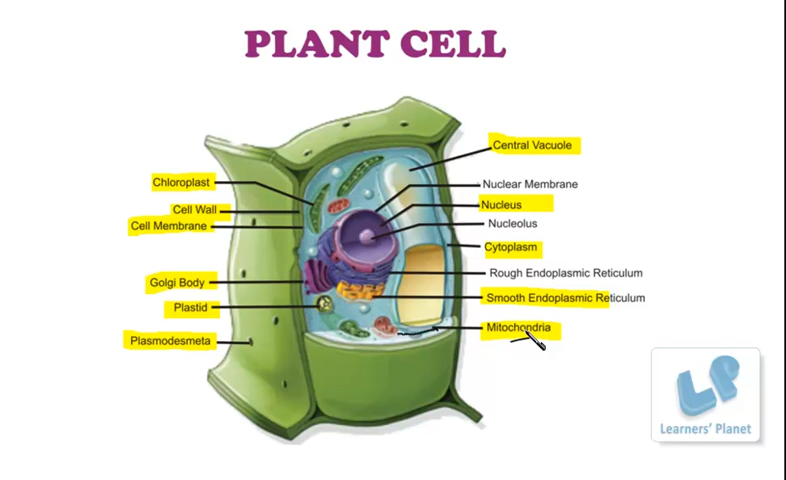 PLANT CELL
Central Vacuole
Chloroplast
Nuclear Membrane
Nucleus
Cell Wall
Cell Membrane
Nucleolus
Cytoplasm
Rough Endoplasmic Reticulum
Golgi Body
Smooth Endoplasmic Reticulum
Plastid
Mitochondria
Plasmodesmeta
LP
Learners' Planet